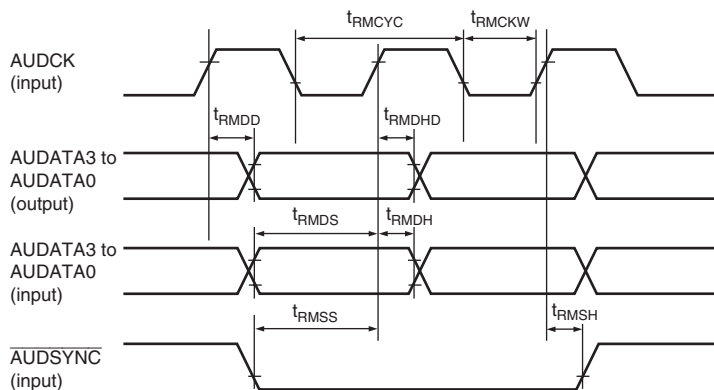 tRMCYC
tRMCKW
AUDCK
(input)
tRMDD
tRMDHD
AUDATA3 to
AUDATA0
(output)
tRMDS
tRMDH
AUDATA3 to
AUDATA0
(input)
tRMSS
tRMSH
AUDSYNC
(input)